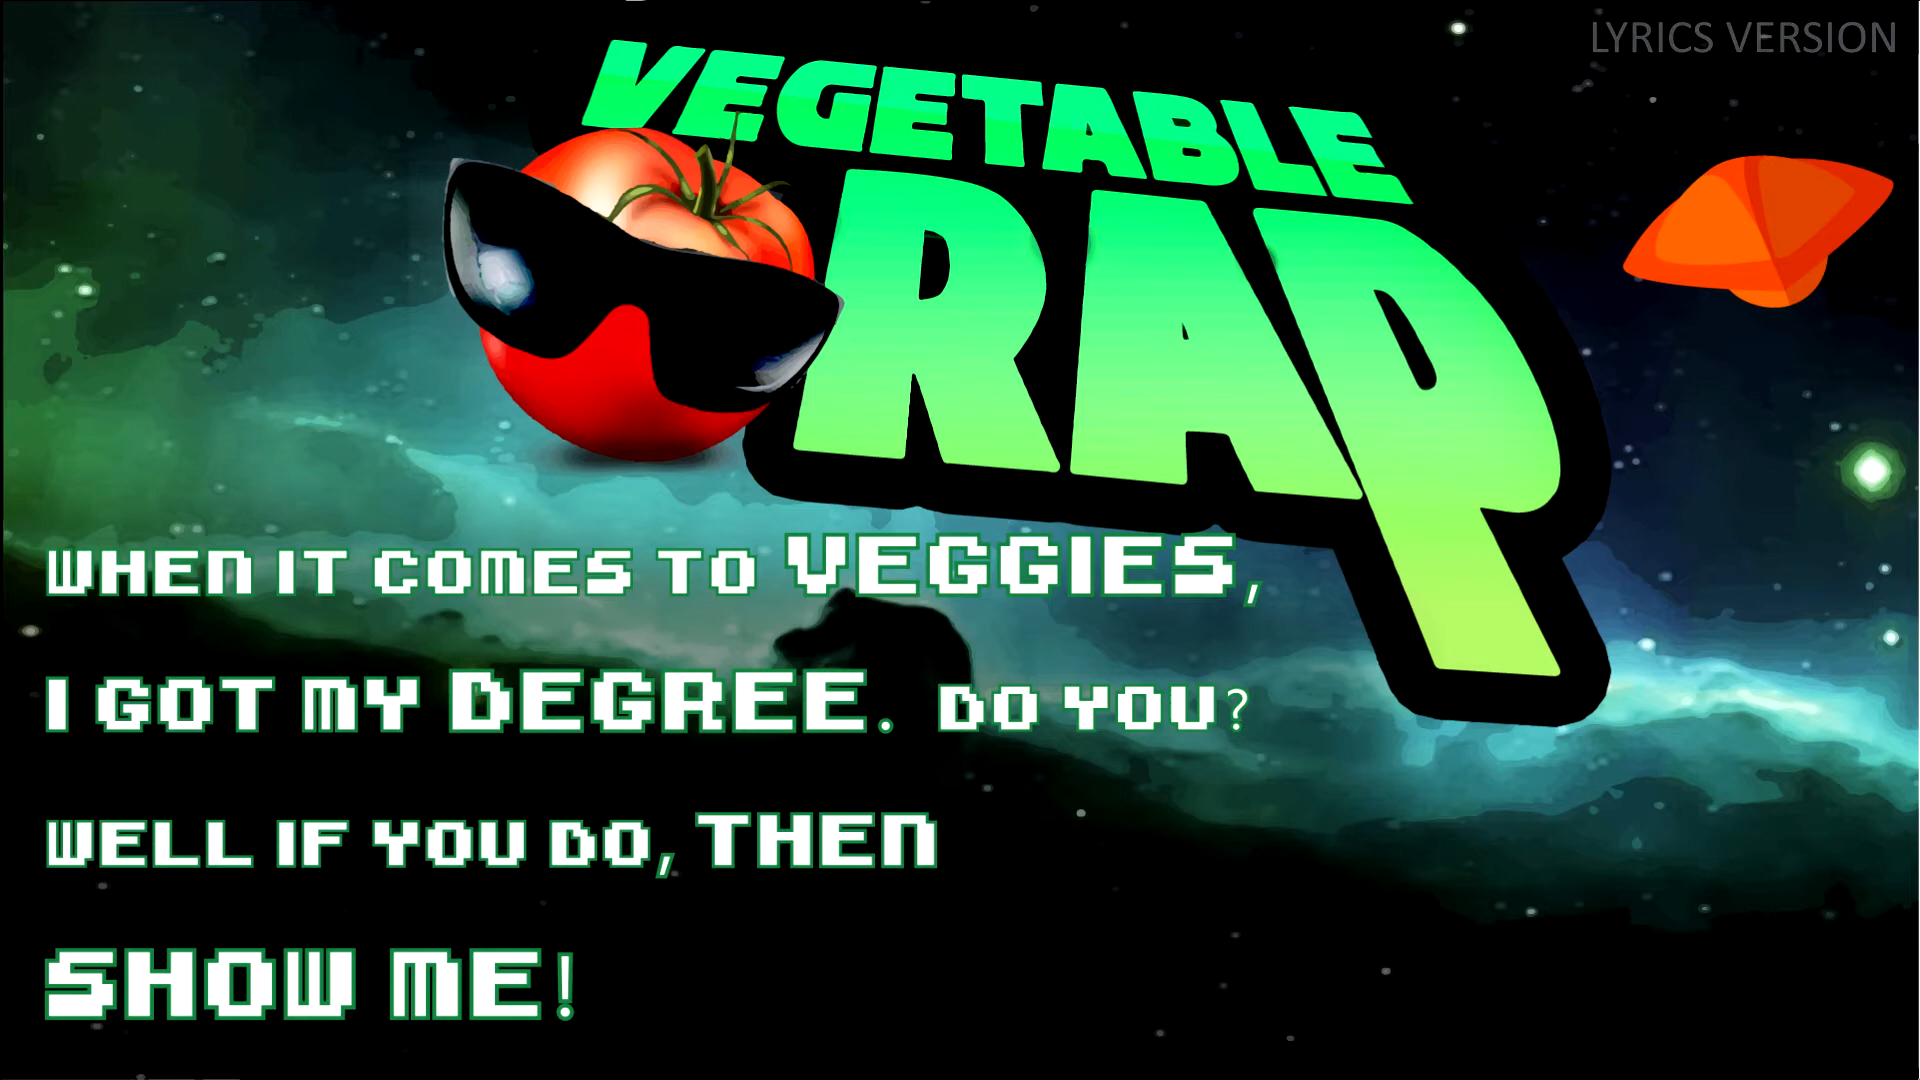 LYRICS VERSION
VEGETABLE
RAP
WHEN IT COMES TO VEGGIES,
I GOT MY DEGREE. DO YOU?
WELL IF YOU DO, THEN
SHOW ME!